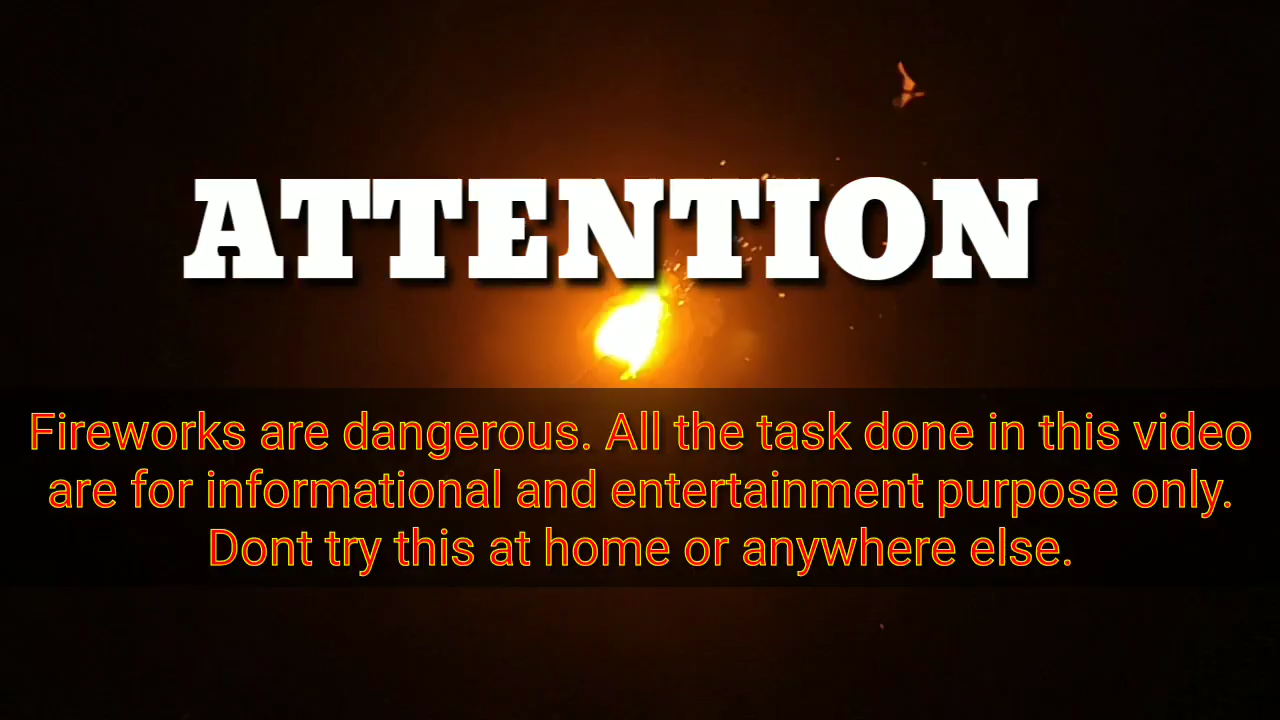 ATTENTION
Fireworks are dangerous. All the task done in this video
are for informational and entertainment purpose only.
Dont try this at home or anywhere else.